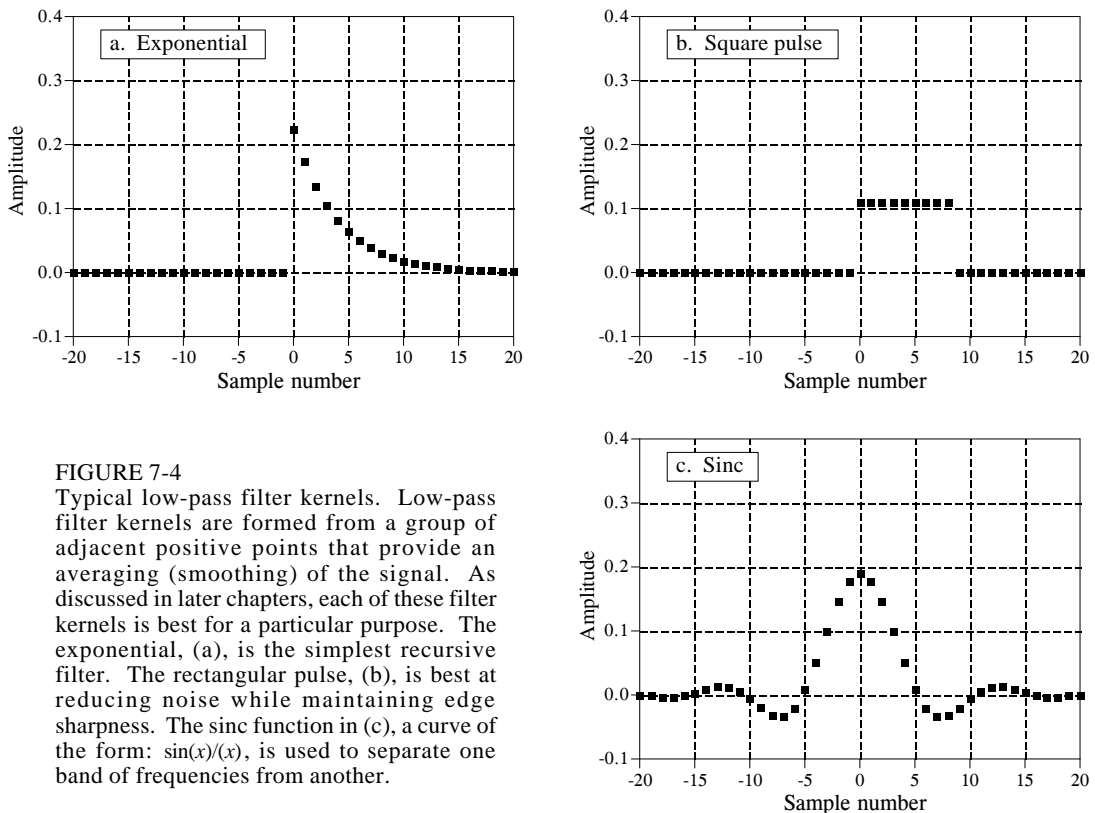 a. Exponential
0.4
0.3
0.2
0.1
0.0
-0.1
Amplitude
-20 -15 -10 -5 0 5 10 15 20
Sample number
b. Square pulse
0.4
0.3
0.2
0.1
0.0
-0.1
Amplitude
-20 -15 -10 -5 0 5 10 15 20
Sample number
FIGURE 7-4
Typical low-pass filter kernels. Low-pass
filter kernels are formed from a group of
adjacent positive points that provide an
averaging (smoothing) of the signal. As
discussed in later chapters, each of these filter
kernels is best for a particular purpose. The
exponential, (a), is the simplest recursive
filter. The rectangular pulse, (b), is best at
reducing noise while maintaining edge
sharpness. The sinc function in (c), a curve of
the form: sin(x)/(x), is used to separate one
band of frequencies from another.
c. Sinc
0.4
0.3
0.2
0.1
0.0
-0.1
Amplitude
-20 -15 -10 -5 0 5 10 15 20
Sample number